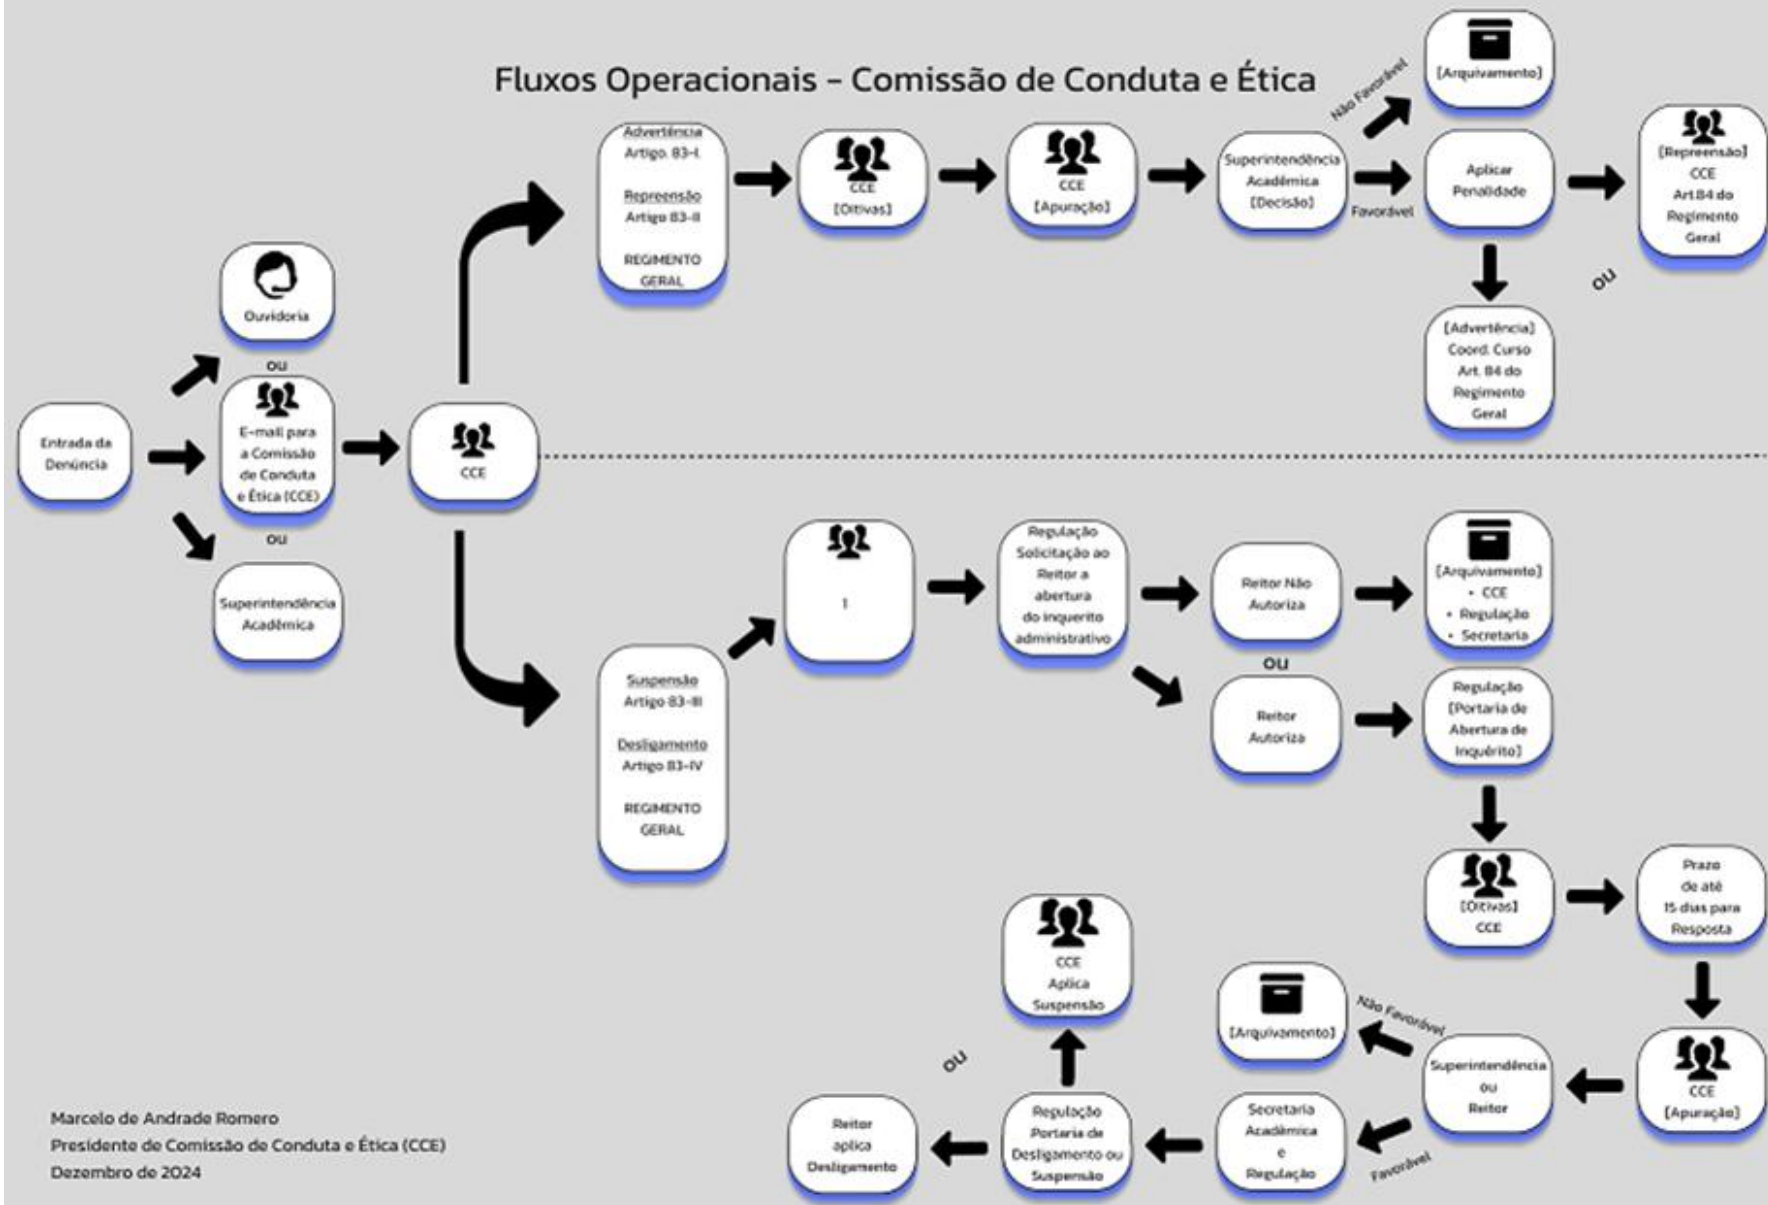 Fluxos Operacionais - Comissão de Conduta e Ética
Entrada da
Denúncia
Ouvidoria
OU
E-mail para
a Comissão
de Conduta
e Ética (CCE)
OU
Superintendência
Acadêmica
CCE
Advertência
Artigo. 83-I.
Repreensão
Artigo 83-II
REGIMENTO
GERAL
CCE
[Oitivas]
CCE
[Apuração]
Superintendência
Acadêmica
[Decisão]
Não Favorável
[Arquivamento]
Favorável
Aplicar
Penalidade
[Repreensão]
CCE
Art.84 do
Regimento
Geral
OU
[Advertência]
Coord. Curso
Art. 84 do
Regimento
Geral
Suspensão
Artigo 83-III
Desligamento
Artigo 83-IV
REGIMENTO
GERAL
1
Regulação
Solicitação ao
Reitor a
abertura
do inquerito
administrativo
Reitor Não
Autoriza
OU
Reitor
Autoriza
[Arquivamento]
• CCE
• Regulação
• Secretaria
Regulação
[Portaria de
Abertura de
Inquérito]
[Oitivas]
CCE
Prazo
de até
15 dias para
Resposta
CCE
[Apuração]
Superintendência
ou
Reitor
Não Favorável
[Arquivamento]
Favorável
Secretaria
Acadêmica
e
Regulação
Regulação
Portaria de
Desligamento ou
Suspensão
CCE
Aplica
Suspensão
OU
Reitor
aplica
Desligamento
Marcelo de Andrade Romero
Presidente de Comissão de Conduta e Ética (CCE)
Dezembro de 2024